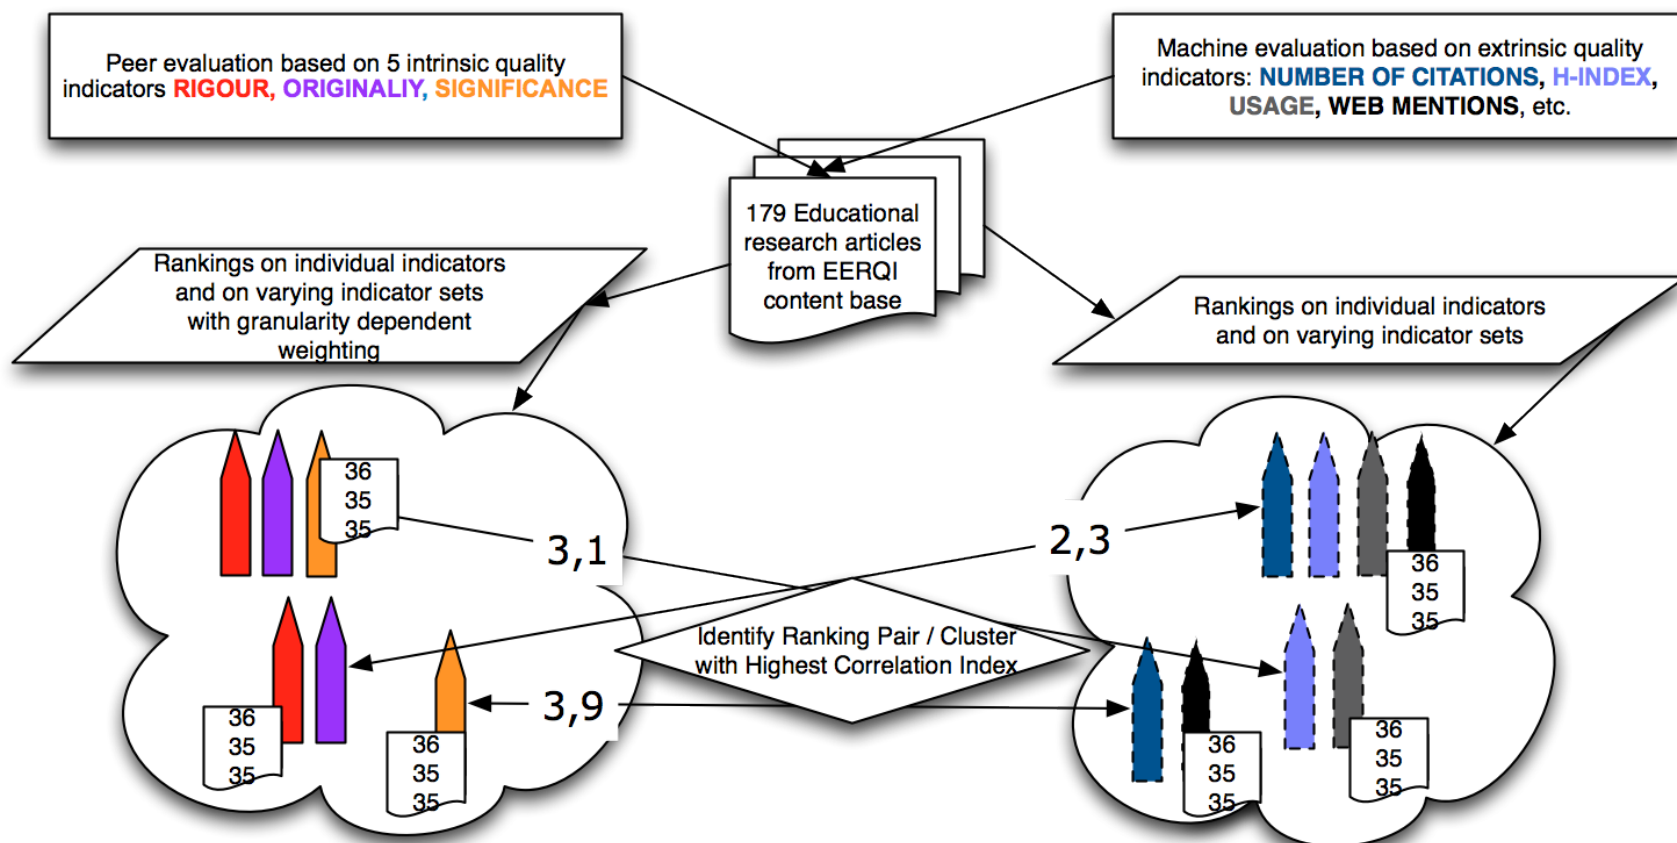 Peer evaluation based on 5 intrinsic quality
indicators RIGOUR, ORIGINALIY, SIGNIFICANCE
Machine evaluation based on extrinsic quality
indicators: NUMBER OF CITATIONS, H-INDEX,
USAGE, WEB MENTIONS, etc.
179 Educational
research articles
from EERQI
content base
Rankings on individual indicators
and on varying indicator sets
with granularity dependent
weighting
Rankings on individual indicators
and on varying indicator sets
36
35
35
3,1
2,3
36
35
35
Identify Ranking Pair / Cluster
with Highest Correlation Index
3,9
36
35
35
36
35
35
36
35
35
36
35
35